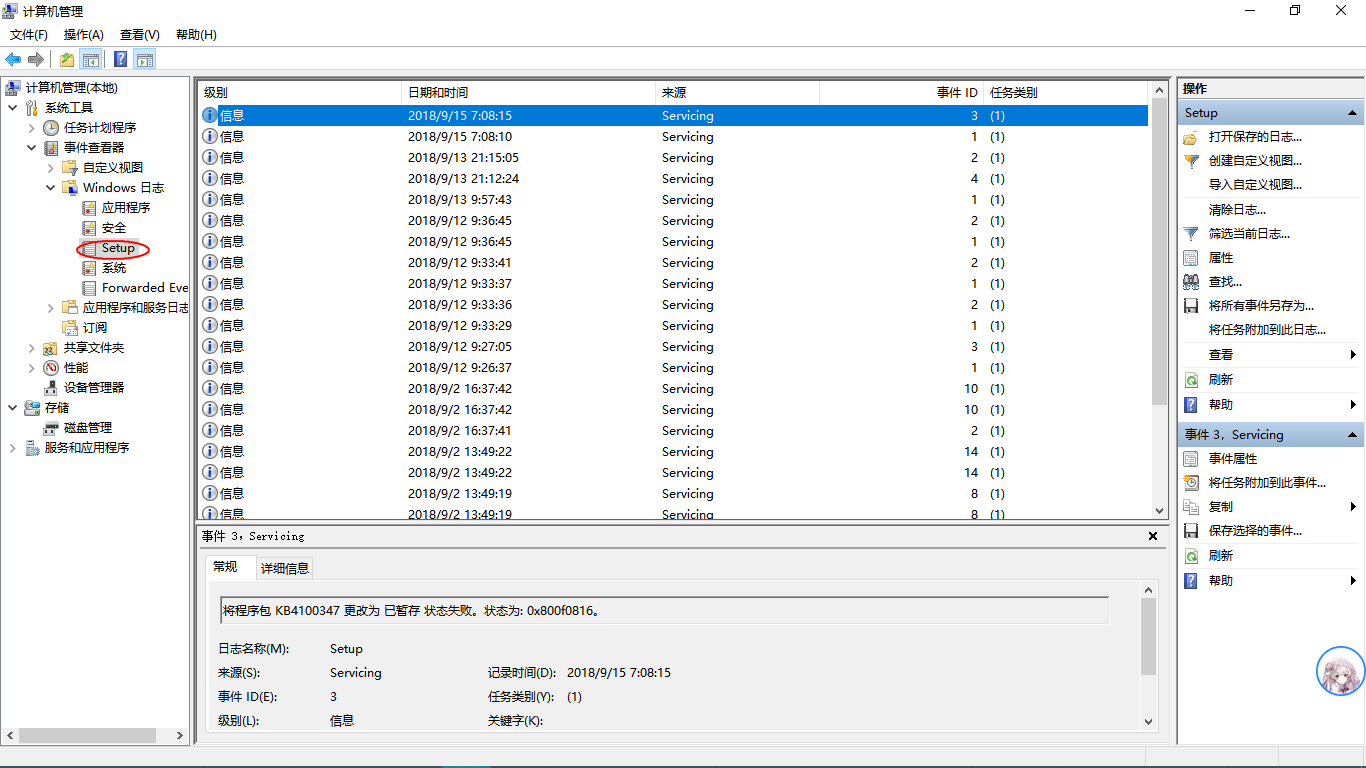 计算机管理
文件(F) 操作(A) 查看(V) 帮助(H)
计算机管理(本地)
系统工具
任务计划程序
事件查看器
自定义视图
Windows 日志
应用程序
安全
Setup
系统
Forwarded Eve
应用程序和服务日志
订阅
共享文件夹
性能
设备管理器
存储
磁盘管理
服务和应用程序
级别 日期和时间 来源 事件 ID 任务类别
信息 2018/9/15 7:08:15 Servicing 3 (1)
信息 2018/9/15 7:08:10 Servicing 1 (1)
信息 2018/9/13 21:15:05 Servicing 2 (1)
信息 2018/9/13 21:12:24 Servicing 4 (1)
信息 2018/9/13 9:57:43 Servicing 1 (1)
信息 2018/9/12 9:36:45 Servicing 2 (1)
信息 2018/9/12 9:36:45 Servicing 1 (1)
信息 2018/9/12 9:33:41 Servicing 2 (1)
信息 2018/9/12 9:33:37 Servicing 1 (1)
信息 2018/9/12 9:33:36 Servicing 2 (1)
信息 2018/9/12 9:33:29 Servicing 1 (1)
信息 2018/9/12 9:27:05 Servicing 3 (1)
信息 2018/9/12 9:26:37 Servicing 1 (1)
信息 2018/9/2 16:37:42 Servicing 10 (1)
信息 2018/9/2 16:37:42 Servicing 10 (1)
信息 2018/9/2 16:37:41 Servicing 2 (1)
信息 2018/9/2 13:49:22 Servicing 14 (1)
信息 2018/9/2 13:49:22 Servicing 14 (1)
信息 2018/9/2 13:49:19 Servicing 8 (1)
信息 2018/9/2 13:49:19 Servicing 8 (1)
事件 3，Servicing
常规 详细信息
将程序包 KB4100347 更改为 已暂存 状态失败。状态为: 0x800f0816。
日志名称(M): Setup
来源(S): Servicing 记录时间(D): 2018/9/15 7:08:15
事件 ID(E): 3 任务类别(Y): (1)
级别(L): 信息 关键字(K):
操作
Setup
打开保存的日志...
创建自定义视图...
导入自定义视图...
清除日志...
筛选当前日志...
属性
查找...
将所有事件另存为...
将任务附加到此日志...
查看
刷新
帮助
事件 3，Servicing
事件属性
将任务附加到此事件...
复制
保存选择的事件...
刷新
帮助